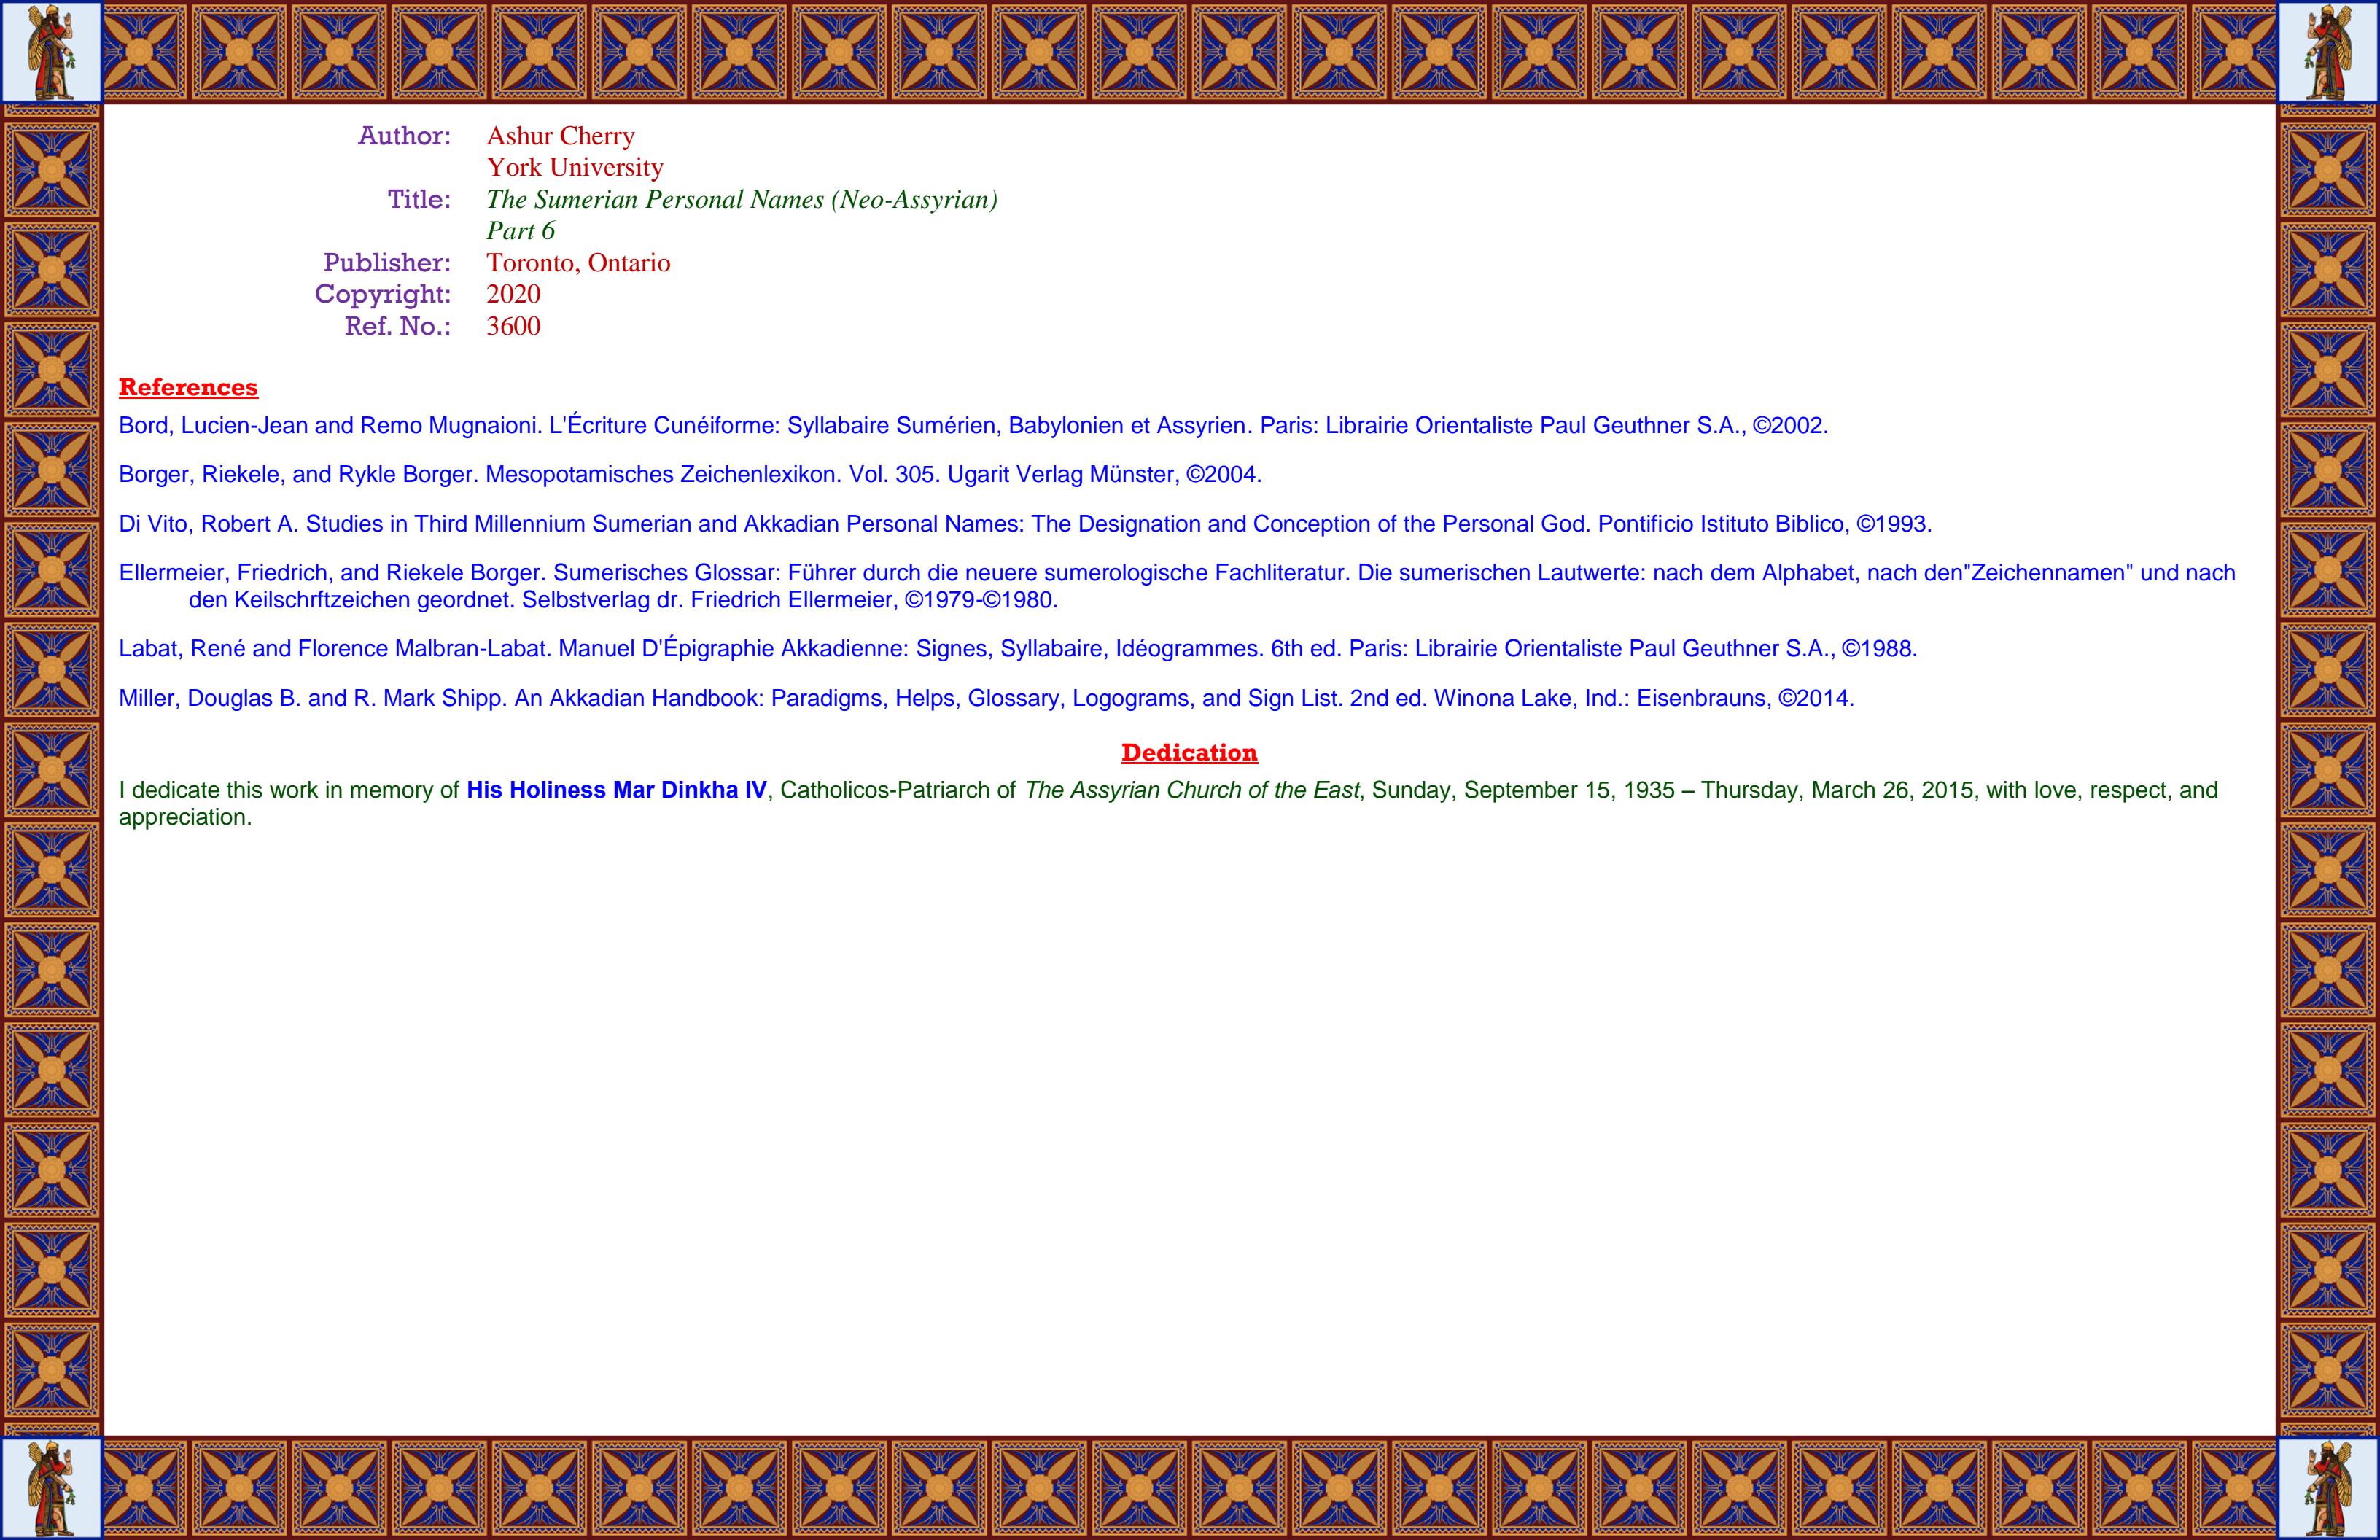 Author: Ashur Cherry
York University
Title: The Sumerian Personal Names (Neo-Assyrian)
Part 6
Publisher: Toronto, Ontario
Copyright: 2020
Ref. No.: 3600
References
Bord, Lucien-Jean and Remo Mugnaioni. L'Écriture Cunéiforme: Syllabaire Sumérien, Babylonien et Assyrien. Paris: Librairie Orientaliste Paul Geuthner S.A., ©2002.
Borger, Riekele, and Rykle Borger. Mesopotamisches Zeichenlexikon. Vol. 305. Ugarit Verlag Münster, ©2004.
Di Vito, Robert A. Studies in Third Millennium Sumerian and Akkadian Personal Names: The Designation and Conception of the Personal God. Pontificio Istituto Biblico, ©1993.
Ellermeier, Friedrich, and Riekele Borger. Sumerisches Glossar: Führer durch die neuere sumerologische Fachliteratur. Die sumerischen Lautwerte: nach dem Alphabet, nach den"Zeichennamen" und nach
den Keilschrftzeichen geordnet. Selbstverlag dr. Friedrich Ellermeier, ©1979-©1980.
Labat, René and Florence Malbran-Labat. Manuel D'Épigraphie Akkadienne: Signes, Syllabaire, Idéogrammes. 6th ed. Paris: Librairie Orientaliste Paul Geuthner S.A., ©1988.
Miller, Douglas B. and R. Mark Shipp. An Akkadian Handbook: Paradigms, Helps, Glossary, Logograms, and Sign List. 2nd ed. Winona Lake, Ind.: Eisenbrauns, ©2014.
Dedication
I dedicate this work in memory of His Holiness Mar Dinkha IV, Catholicos-Patriarch of The Assyrian Church of the East, Sunday, September 15, 1935 – Thursday, March 26, 2015, with love, respect, and
appreciation.